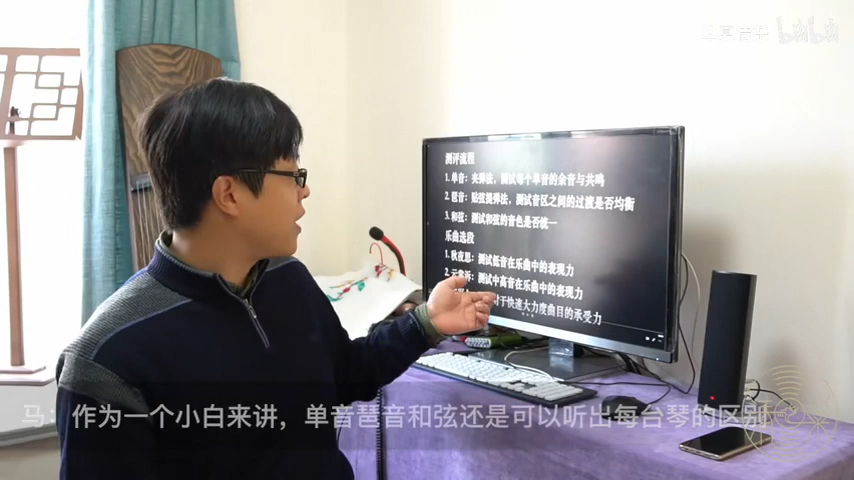 bilibili
测评流程
1.单音：夹弹法，测试每个单音的余音与共鸣
2.琶音：贴弦提弹法，测试音区之间的过渡是否均衡
3.和弦：测试和弦的音色是否统一
乐曲选段
1.秋夜思：测试低音在乐曲中的表现力
2.诉：测试中高音在乐曲中的表现力
对于快速大力度曲目的承受力
马：作为一个小白来讲，单音琶音和弦还是可以听出每台琴的区别